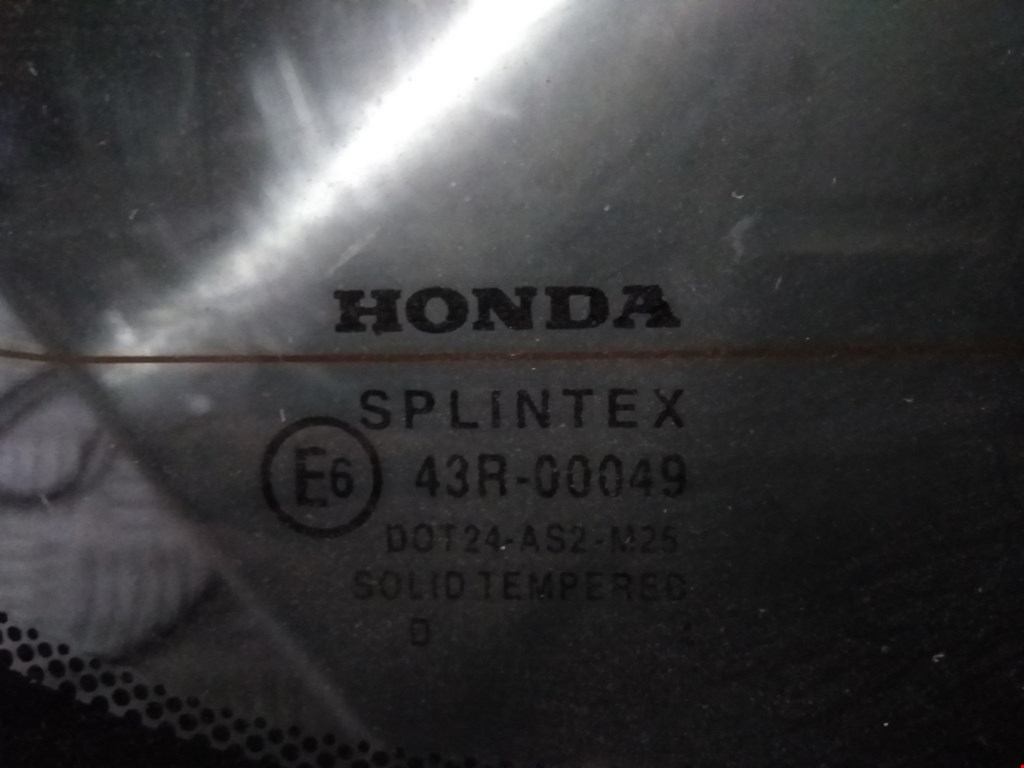 HONDA
SPLINTEX
E6 43R-00049
DOT24-AS2-M25
SOLID TEMPERED
D